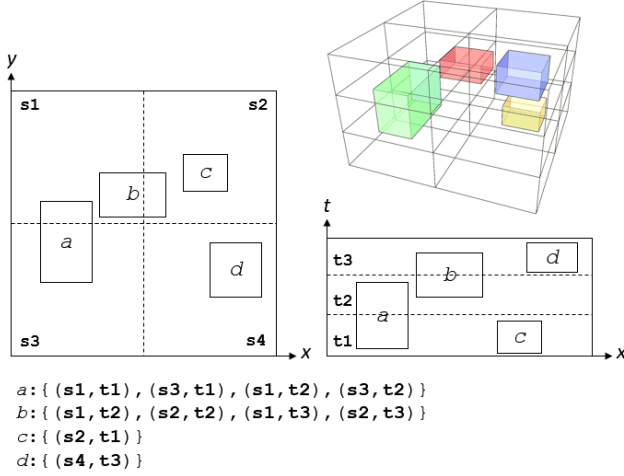 y
s1 s2
c
b
a
d
s3 s4
x
t
t3
d
b
t2
a
t1
c
x
a:{(s1,t1),(s3,t1),(s1,t2),(s3,t2)}
b:{(s1,t2),(s2,t2),(s1,t3),(s2,t3)}
c:{(s2,t1)}
d:{(s4,t3)}